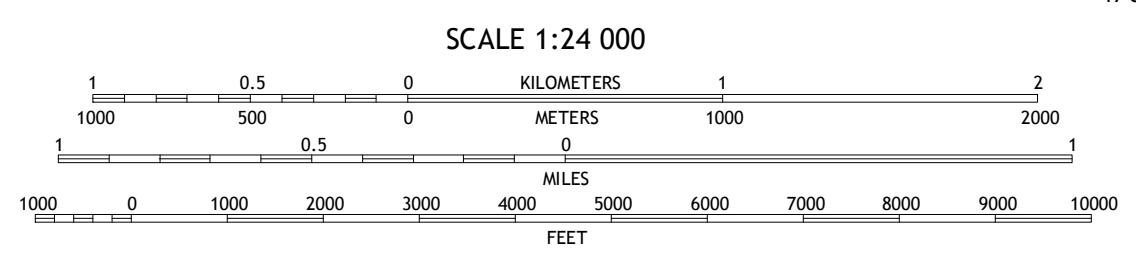 SCALE 1:24 000
1 0.5 0 KILOMETERS 1 2
1000 500 0 METERS 1000 2000
1 0.5 0 1
MILES
1000 0 1000 2000 3000 4000 5000 6000 7000 8000 9000 10000
FEET